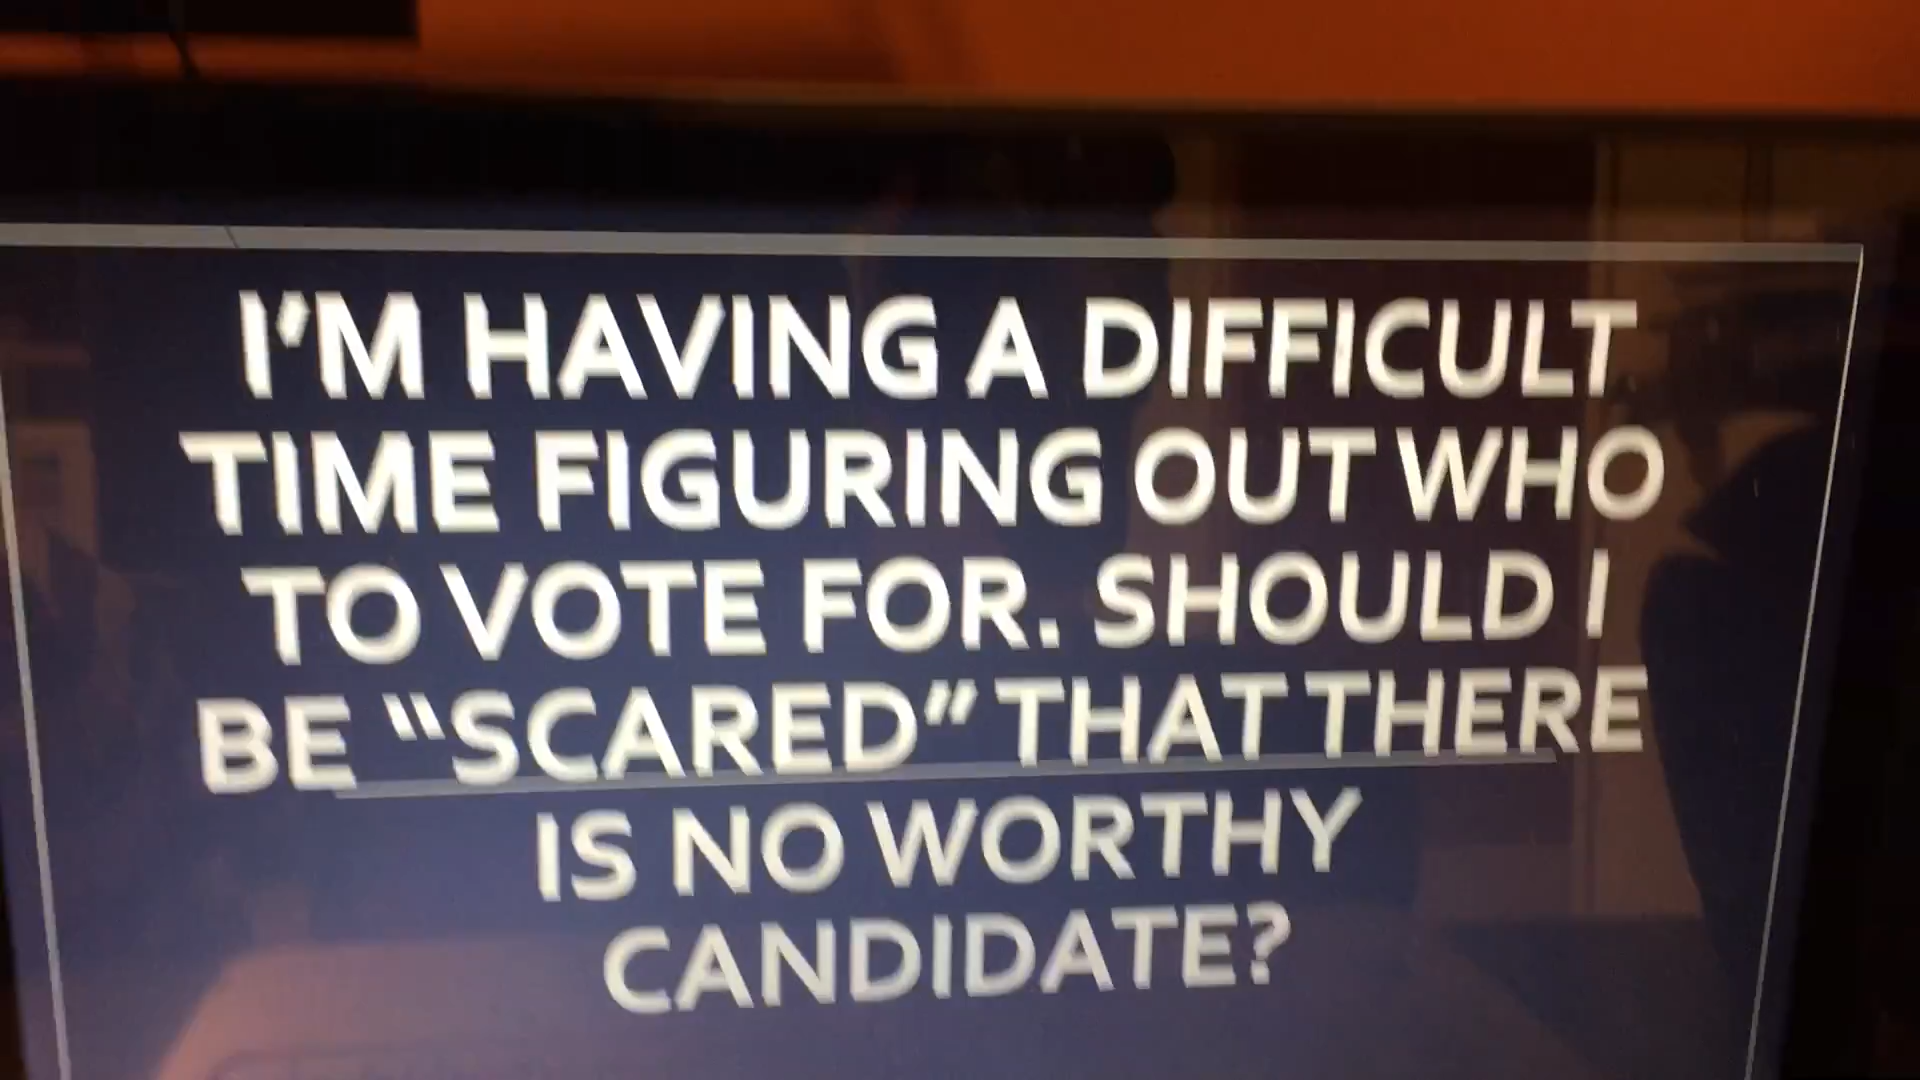 I'M HAVING A DIFFICULT
TIME FIGURING OUT WHO
TO VOTE FOR. SHOULD I
BE “SCARED” THAT THERE
IS NO WORTHY
CANDIDATE?